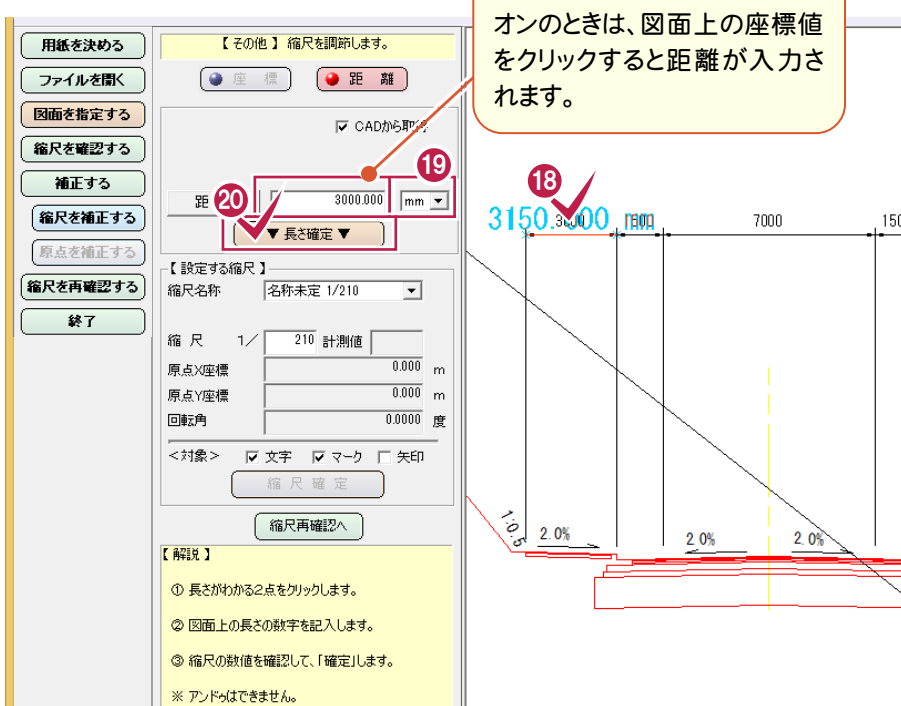 オンのときは、図面上の座標値
をクリックすると距離が入力さ
れます。
用紙を決める
ファイルを開く
図面を指定する
縮尺を確認する
補正する
縮尺を補正する
原点を補正する
縮尺を再確認する
終了
【その他】縮尺を調節します。
座 標
距 離
CADから取得
19
20
距
3000.000
mm
▼ 長さ確定 ▼
【設定する縮尺】
縮尺名称
名称未定 1/210
縮 尺 1/ 210 計測値
原点X座標 0.000 m
原点Y座標 0.000 m
回転角 0.0000 度
<対象> 文字 マーク 矢印
縮 尺 確 定
縮尺再確認へ
【解説】
① 長さがわかる2点をクリックします。
② 図面上の長さの数字を記入します。
③ 縮尺の数値を確認して、「確定」します。
※ アンドゥはできません。
18
3150.000 mm
7000
150
1:0.5
2.0%
2.0%
2.0%